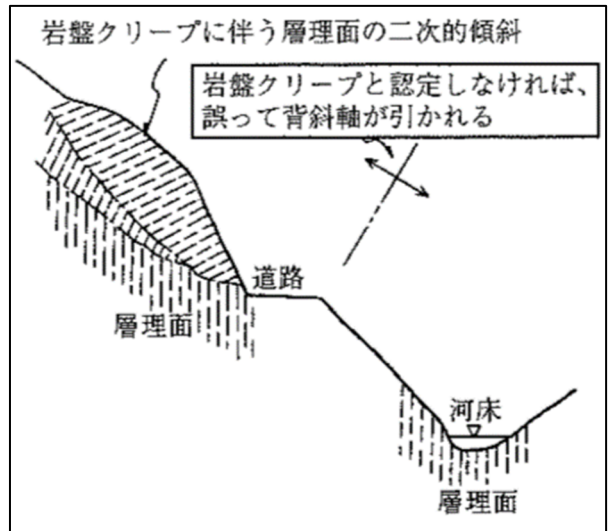 岩盤クリープに伴う層理面の二次的傾斜
岩盤クリープと認定しなければ、
誤って背斜軸が引かれる
道路
層理面
河床
層理面